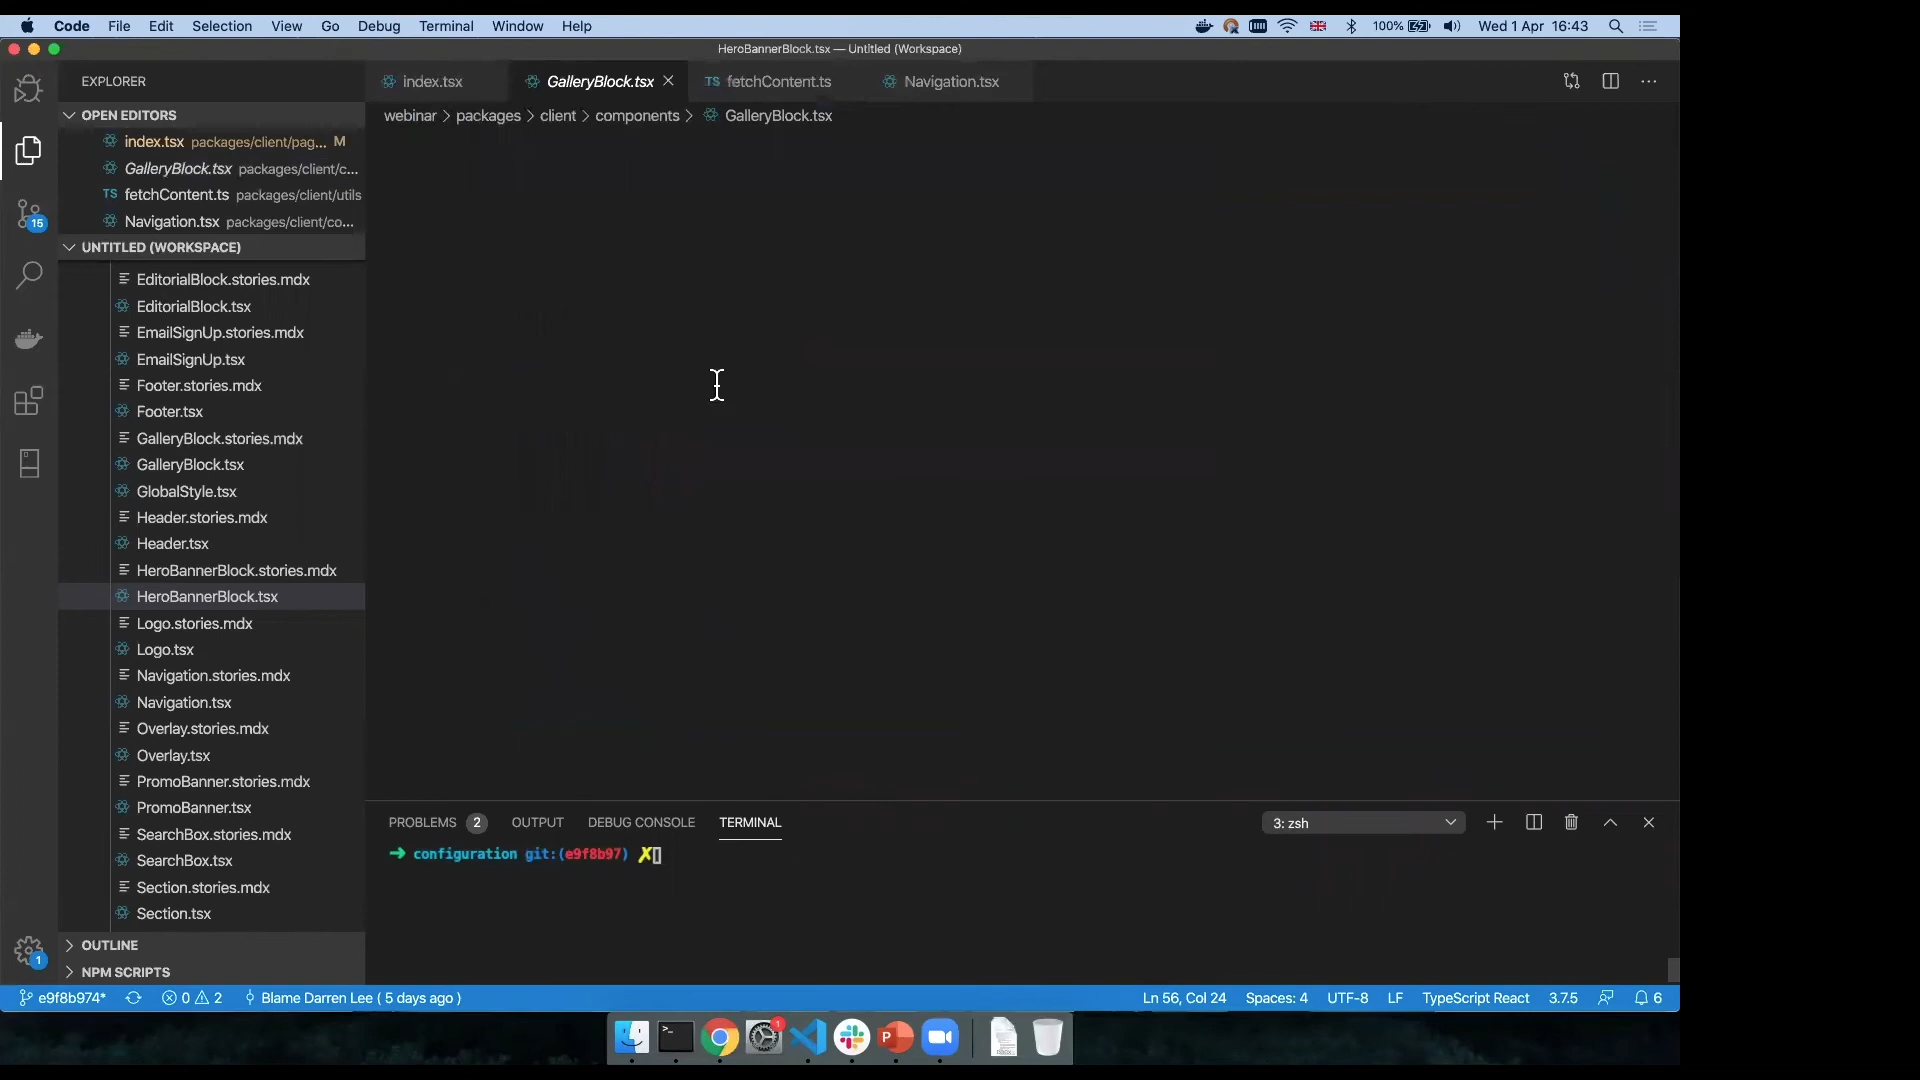 Code File Edit Selection View Go Debug Terminal Window Help 100% Wed 1 Apr 16:43
HeroBannerBlock.tsx — Untitled (Workspace)
EXPLORER
index.tsx GalleryBlock.tsx TS fetchContent.ts Navigation.tsx
webinar packages client components GalleryBlock.tsx
OPEN EDITORS
index.tsx packages/client/pag... M
GalleryBlock.tsx packages/client/c...
TS fetchContent.ts packages/client/utils
Navigation.tsx packages/client/co...
15
UNTITLED (WORKSPACE)
EditorialBlock.stories.mdx
EditorialBlock.tsx
EmailSignUp.stories.mdx
EmailSignUp.tsx
Footer.stories.mdx
Footer.tsx
GalleryBlock.stories.mdx
GalleryBlock.tsx
GlobalStyle.tsx
Header.stories.mdx
Header.tsx
HeroBannerBlock.stories.mdx
HeroBannerBlock.tsx
Logo.stories.mdx
Logo.tsx
Navigation.stories.mdx
Navigation.tsx
Overlay.stories.mdx
Overlay.tsx
PromoBanner.stories.mdx
PromoBanner.tsx
SearchBox.stories.mdx
SearchBox.tsx
Section.stories.mdx
Section.tsx
OUTLINE
NPM SCRIPTS
1
PROBLEMS 2 OUTPUT DEBUG CONSOLE TERMINAL 3: zsh
➜ configuration git:(e9f8b97) ✗
e9f8b974* 0 2 Blame Darren Lee ( 5 days ago ) Ln 56, Col 24 Spaces: 4 UTF-8 LF TypeScript React 3.7.5 6
1
P